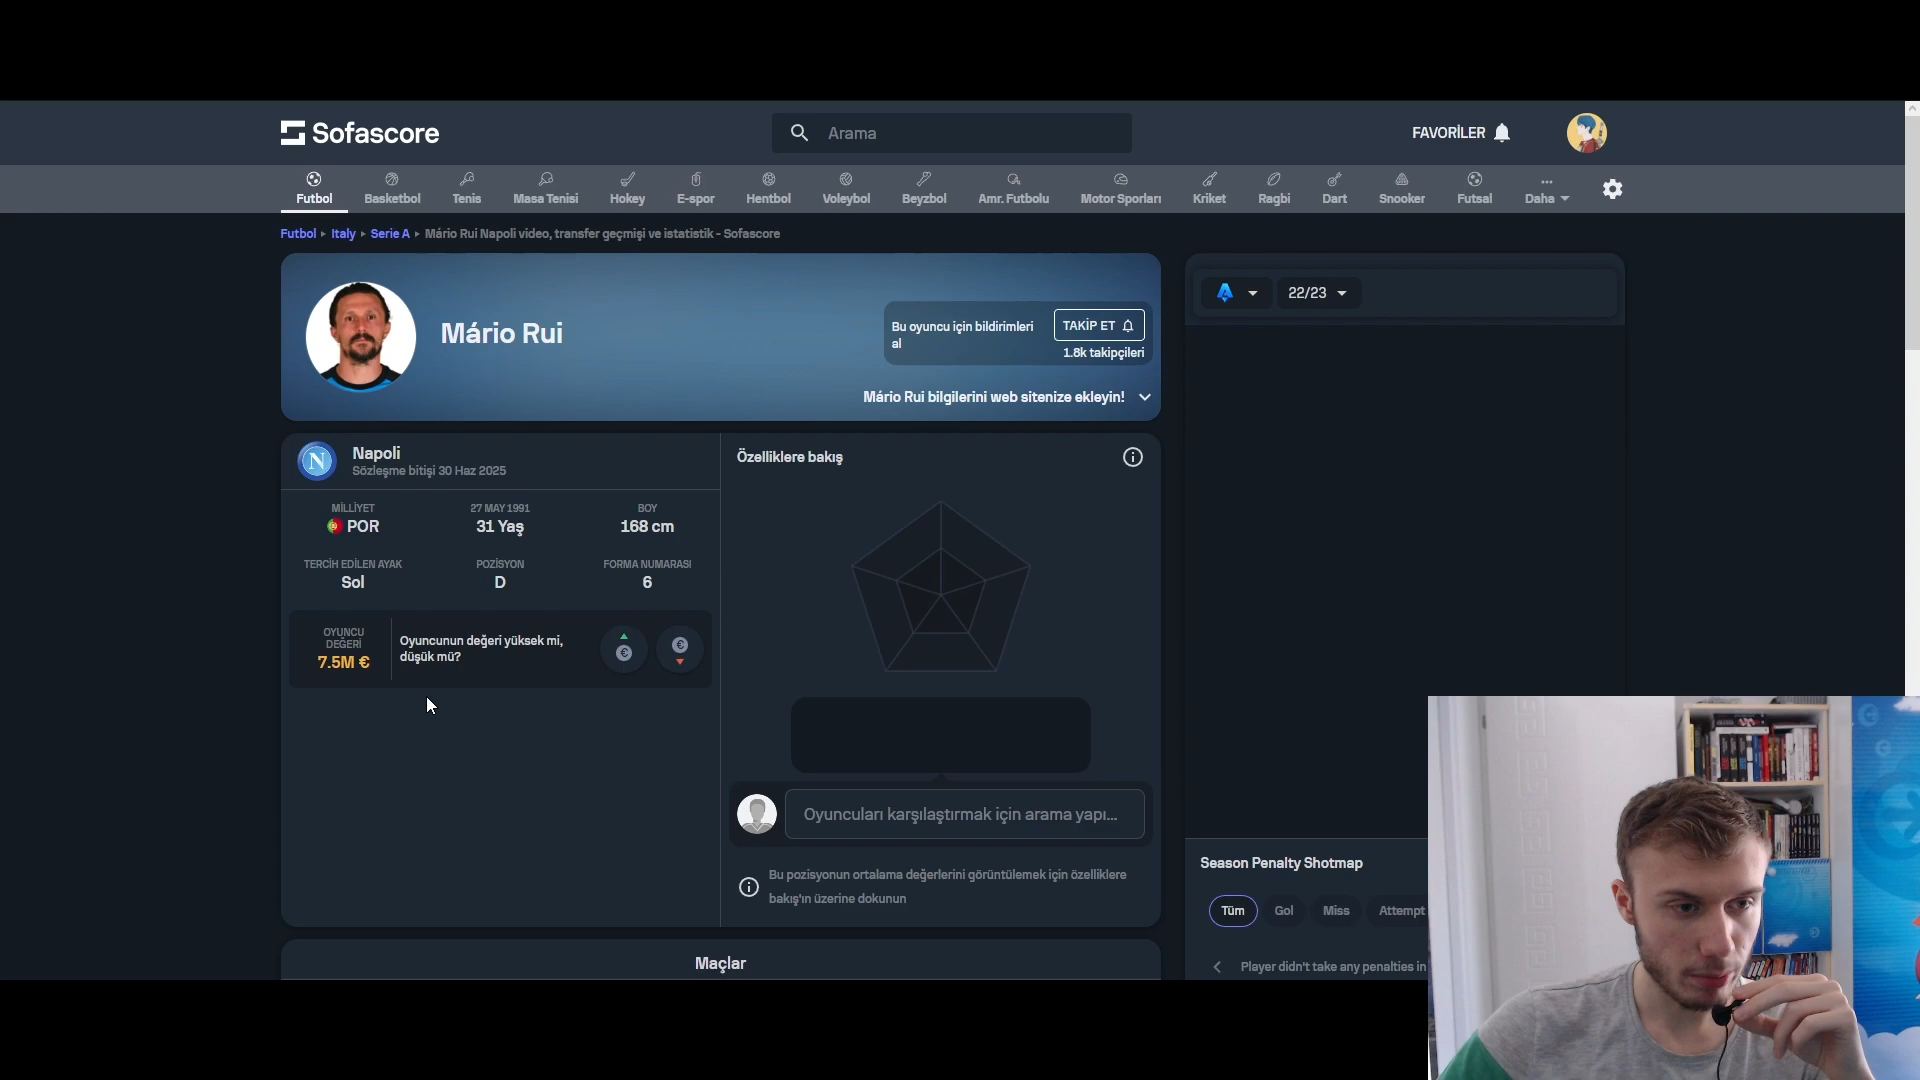 Sofascore
Arama
FAVORİLER
Futbol
Basketbol
Tenis
Masa Tenisi
Hokey
E-spor
Hentbol
Voleybol
Beyzbol
Amr. Futbolu
Motor Sporları
Kriket
Ragbi
Dart
Snooker
Futsal
Daha
Futbol
Italy
Serie A
Mário Rui Napoli video, transfer geçmişi ve istatistik - Sofascore
Mário Rui
Bu oyuncu için bildirimleri
al
TAKİP ET
1.8k takipçileri
Mário Rui bilgilerini web sitenize ekleyin!
22/23
N
Napoli
Sözleşme bitişi 30 Haz 2025
MİLLİYET
POR
27 MAY 1991
31 Yaş
BOY
168 cm
TERCİH EDİLEN AYAK
Sol
POZİSYON
D
FORMA NUMARASI
6
OYUNCU
DEĞERİ
7.5M €
Oyuncunun değeri yüksek mi,
düşük mü?
€
€
Özelliklere bakış
Oyuncuları karşılaştırmak için arama yapı...
Bu pozisyonun ortalama değerlerini görüntülemek için özelliklere
bakış'ın üzerine dokunun
Maçlar
Season Penalty Shotmap
Tüm
Gol
Miss
Attempt
Player didn't take any penalties in